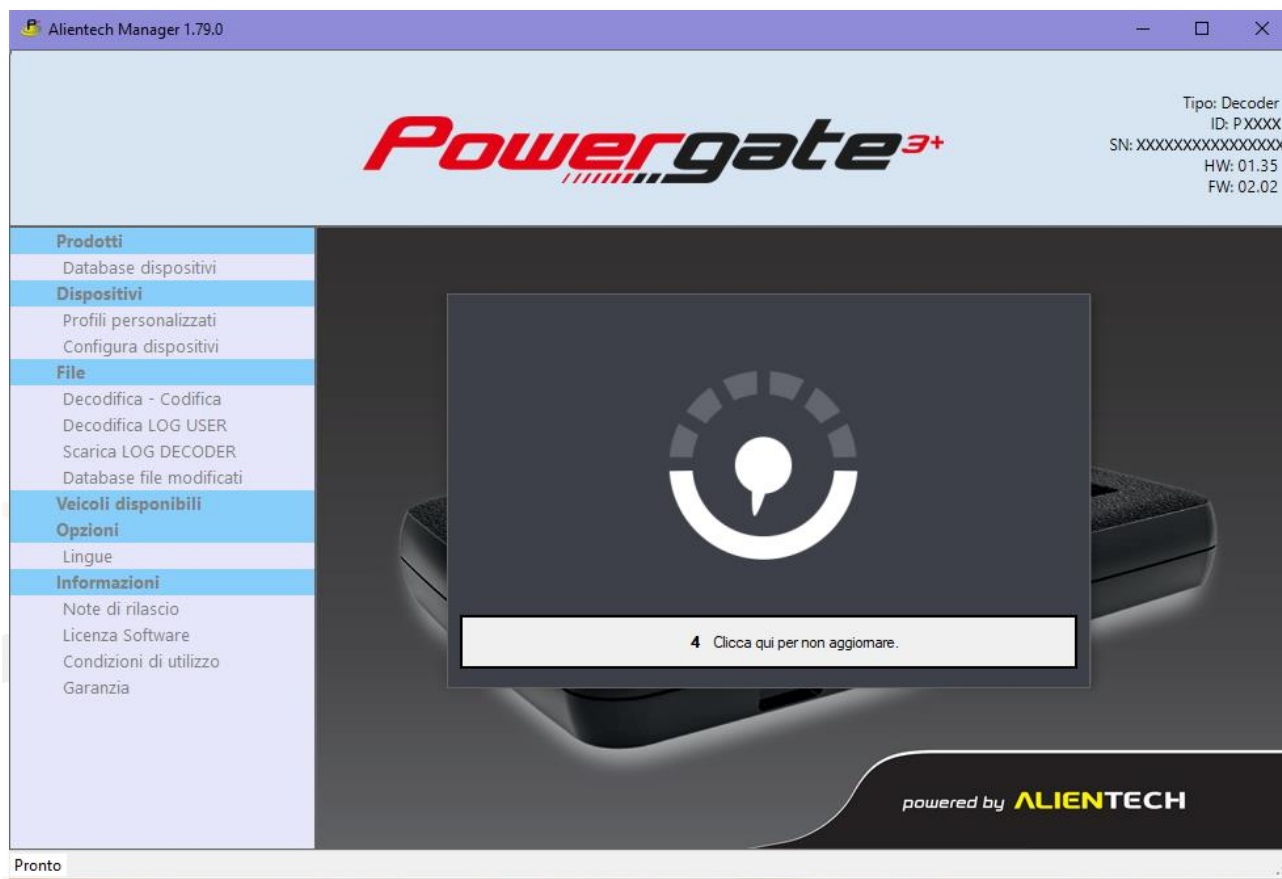 Alientech Manager 1.79.0
Powergate3+
Tipo: Decoder
ID: PXXXX
SN: XXXXXXXXXXXXXXXX
HW: 01.35
FW: 02.02
Prodotti
Database dispositivi
Dispositivi
Profili personalizzati
Configura dispositivi
File
Decodifica - Codifica
Decodifica LOG USER
Scarica LOG DECODER
Database file modificati
Veicoli disponibili
Opzioni
Lingue
Informazioni
Note di rilascio
Licenza Software
Condizioni di utilizzo
Garanzia
4 Clicca qui per non aggiornare.
powered by ALIENTECH
Pronto